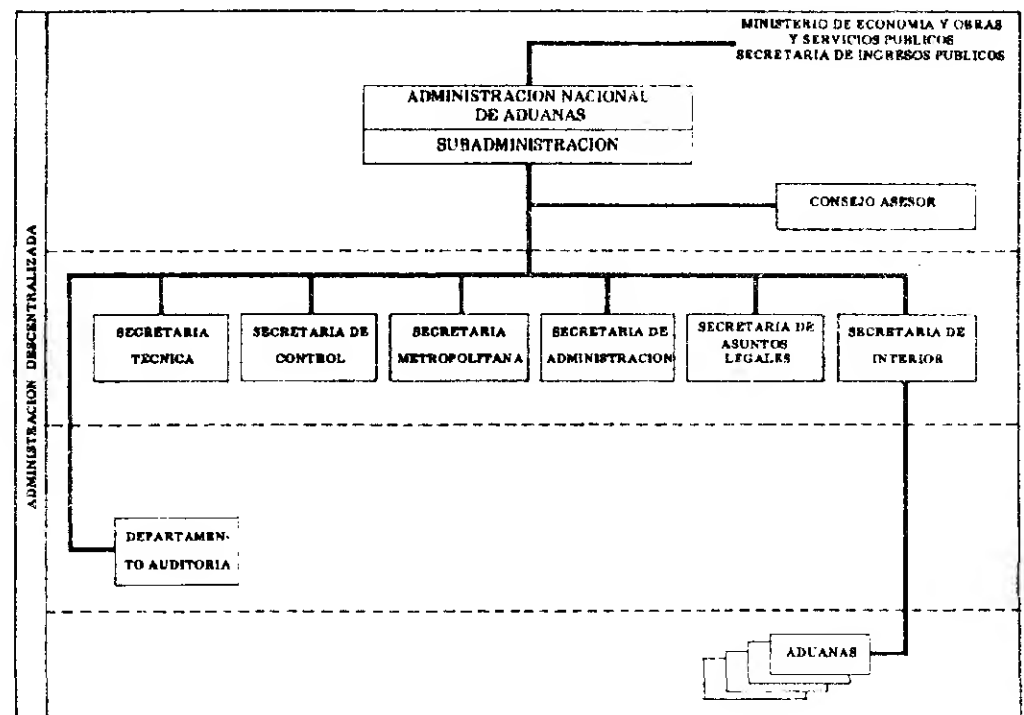 MINISTERIO DE ECONOMIA Y OBRAS
Y SERVICIOS PUBLICOS
SECRETARIA DE INGRESOS PUBLICOS
ADMINISTRACION NACIONAL
DE ADUANAS
SUBADMINISTRACION
CONSEJO ASESOR
ADMINISTRACION DESCENTRALIZADA
SECRETARIA
TECNICA
SECRETARIA DE
CONTROL
SECRETARIA
METROPOLITANA
SECRETARIA DE
ADMINISTRACION
SECRETARIA DE
ASUNTOS
LEGALES
SECRETARIA DE
INTERIOR
DEPARTAMEN-
TO AUDITORIA
ADUANAS